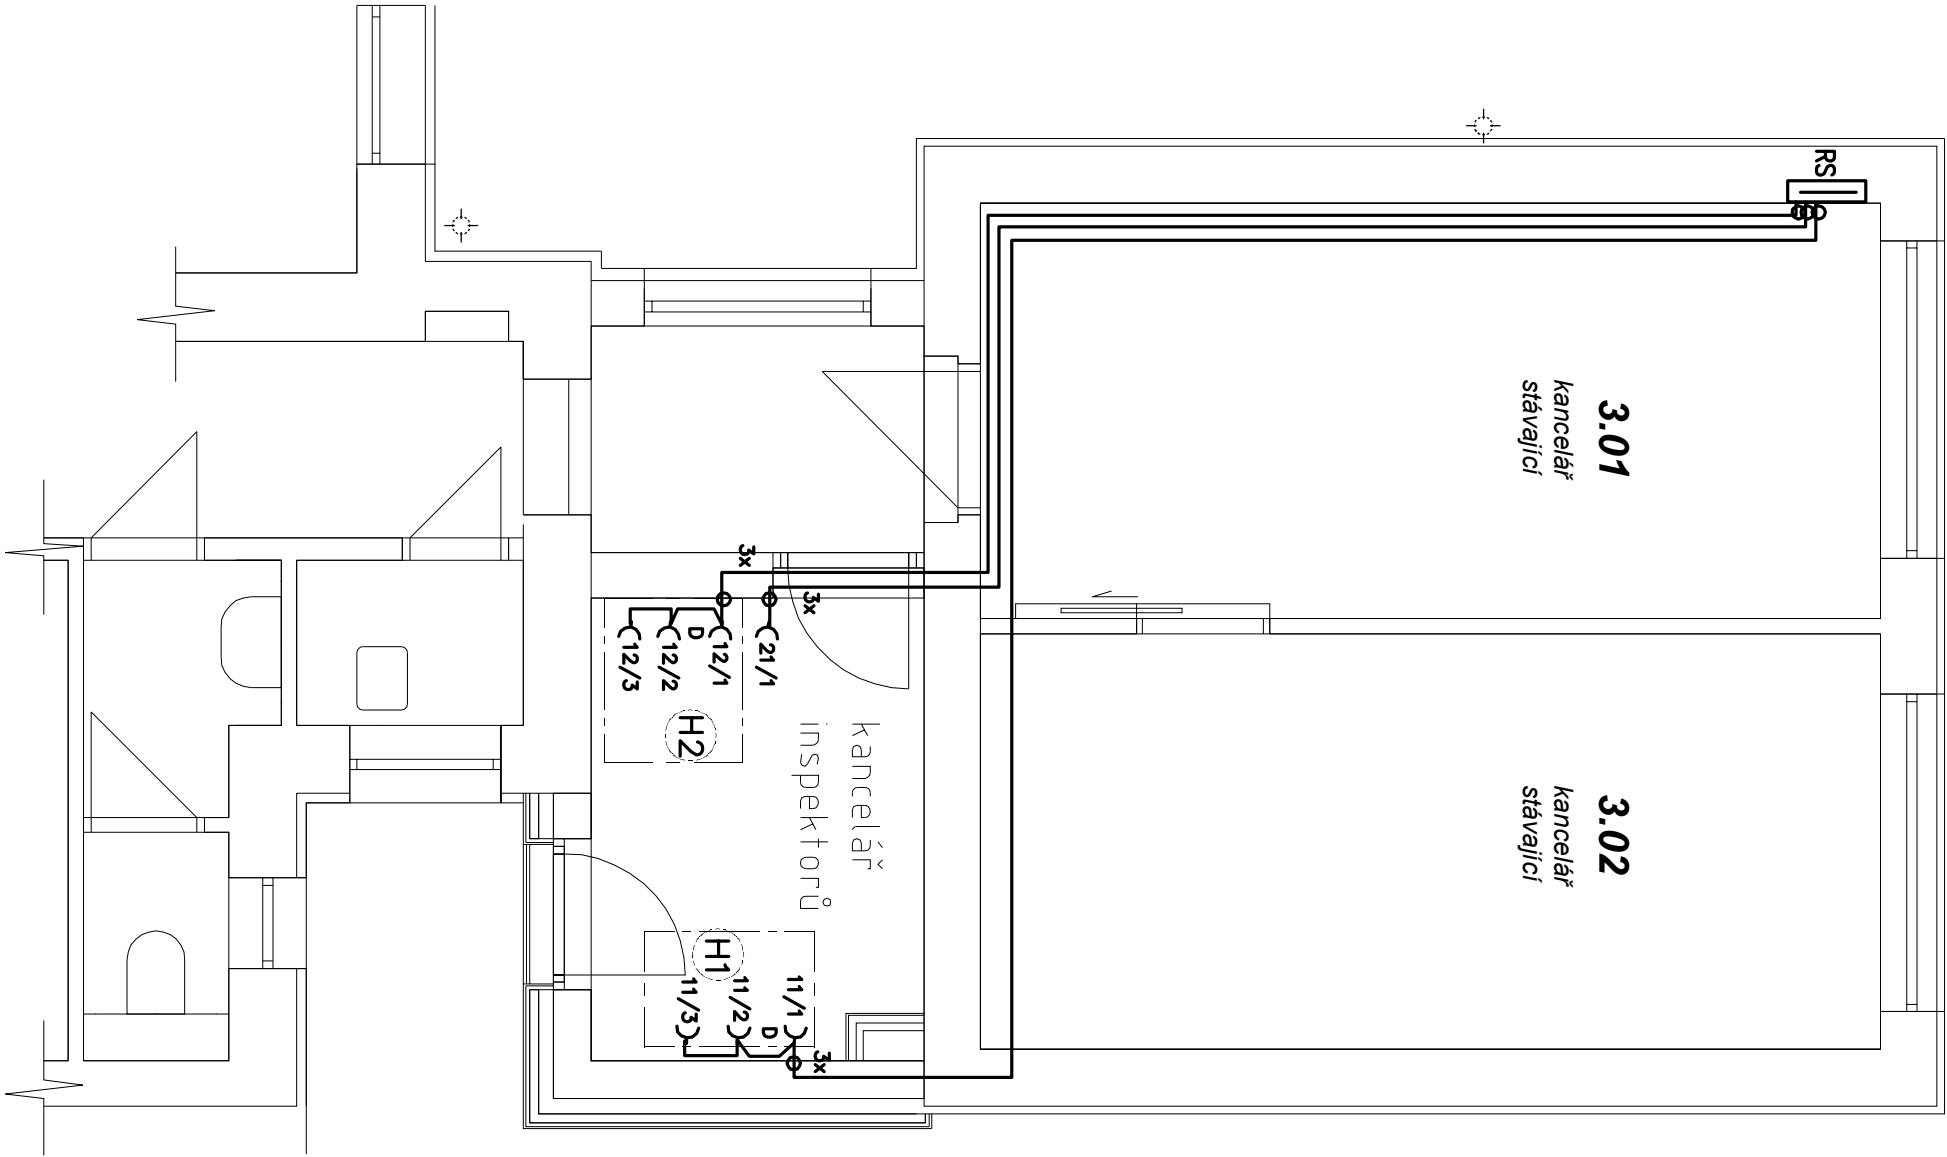 RS
3.01
kancelář
stávající
3.02
kancelář
stávající
3x
3x
12/3
12/2
D
12/1
21/1
H2
kancelář
inspektorů
H1
11/3
11/2
D
11/1
3x